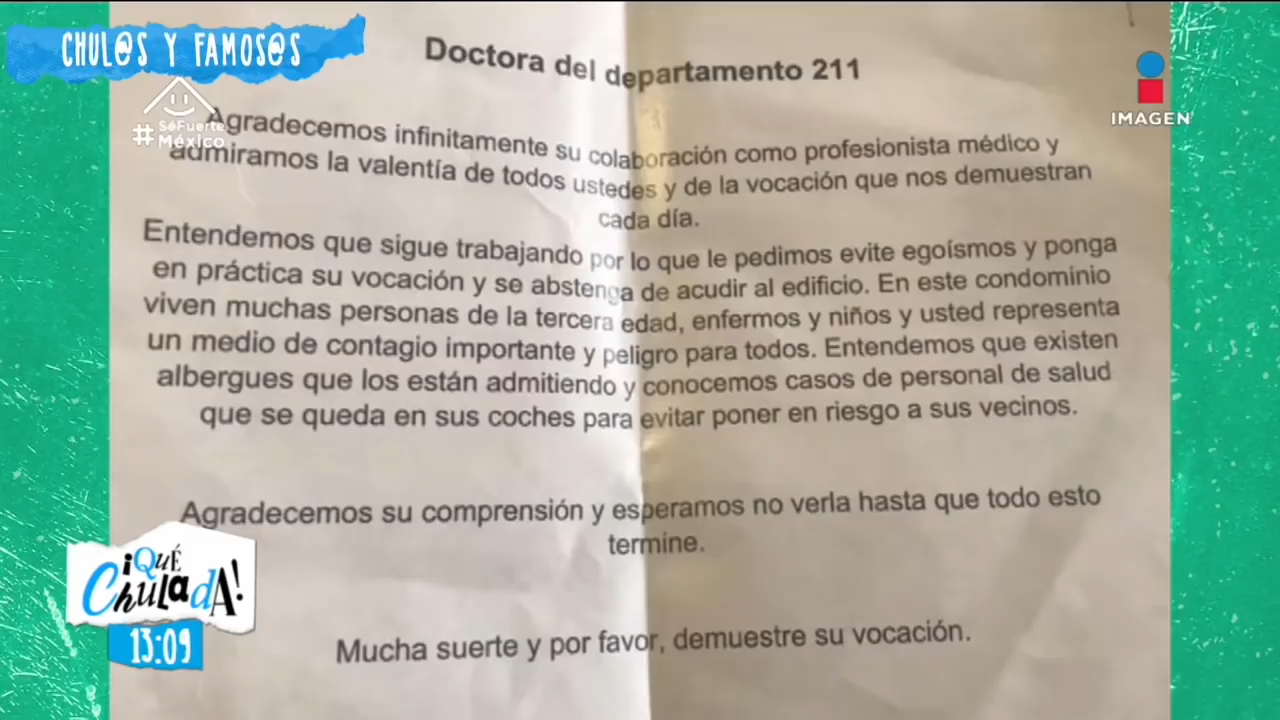 CHUL@S Y FAMOS@S
IMAGEN
#SéFuerte
México
Doctora del departamento 211
Agradecemos infinitamente su colaboración como profesionista médico y
admiramos la valentía de todos ustedes y de la vocación que nos demuestran
cada día.
Entendemos que sigue trabajando por lo que le pedimos evite egoísmos y ponga
en práctica su vocación y se abstenga de acudir al edificio. En este condominio
viven muchas personas de la tercera edad, enfermos y niños y usted representa
un medio de contagio importante y peligro para todos. Entendemos que existen
albergues que los están admitiendo y conocemos casos de personal de salud
que se queda en sus coches para evitar poner en riesgo a sus vecinos.
Agradecemos su comprensión y esperamos no verla hasta que todo esto
termine.
Mucha suerte y por favor, demuestre su vocación.
¡QUÉ
ChuladA!
13:09